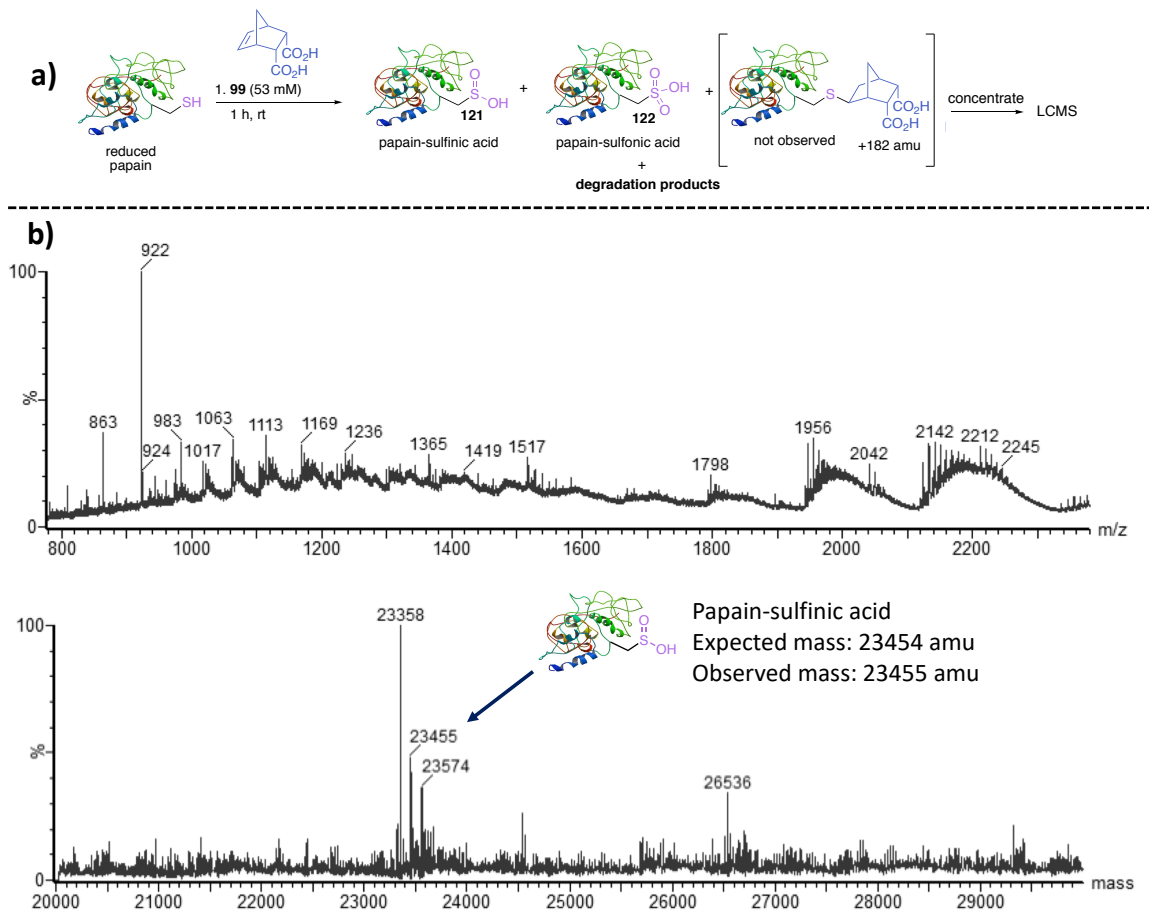 a)
CO₂H
CO₂H
1. 99 (53 mM)
1 h, rt
SH
reduced
papain
O
S
OH
121
papain-sulfinic acid
+
O
S
OH
O
122
papain-sulfonic acid
+
S
CO₂H
CO₂H
not observed
+182 amu
concentrate
LCMS
+
degradation products
b)
922
100
%
863
924
983
1017
1063
1113
1169
1236
1365
1419
1517
1798
1956
2042
2142
2212
2245
0
m/z
800
1000
1200
1400
1600
1800
2000
2200
O
S
OH
Papain-sulfinic acid
Expected mass: 23454 amu
Observed mass: 23455 amu
23358
100
%
23455
23574
26536
0
mass
20000
21000
22000
23000
24000
25000
26000
27000
28000
29000